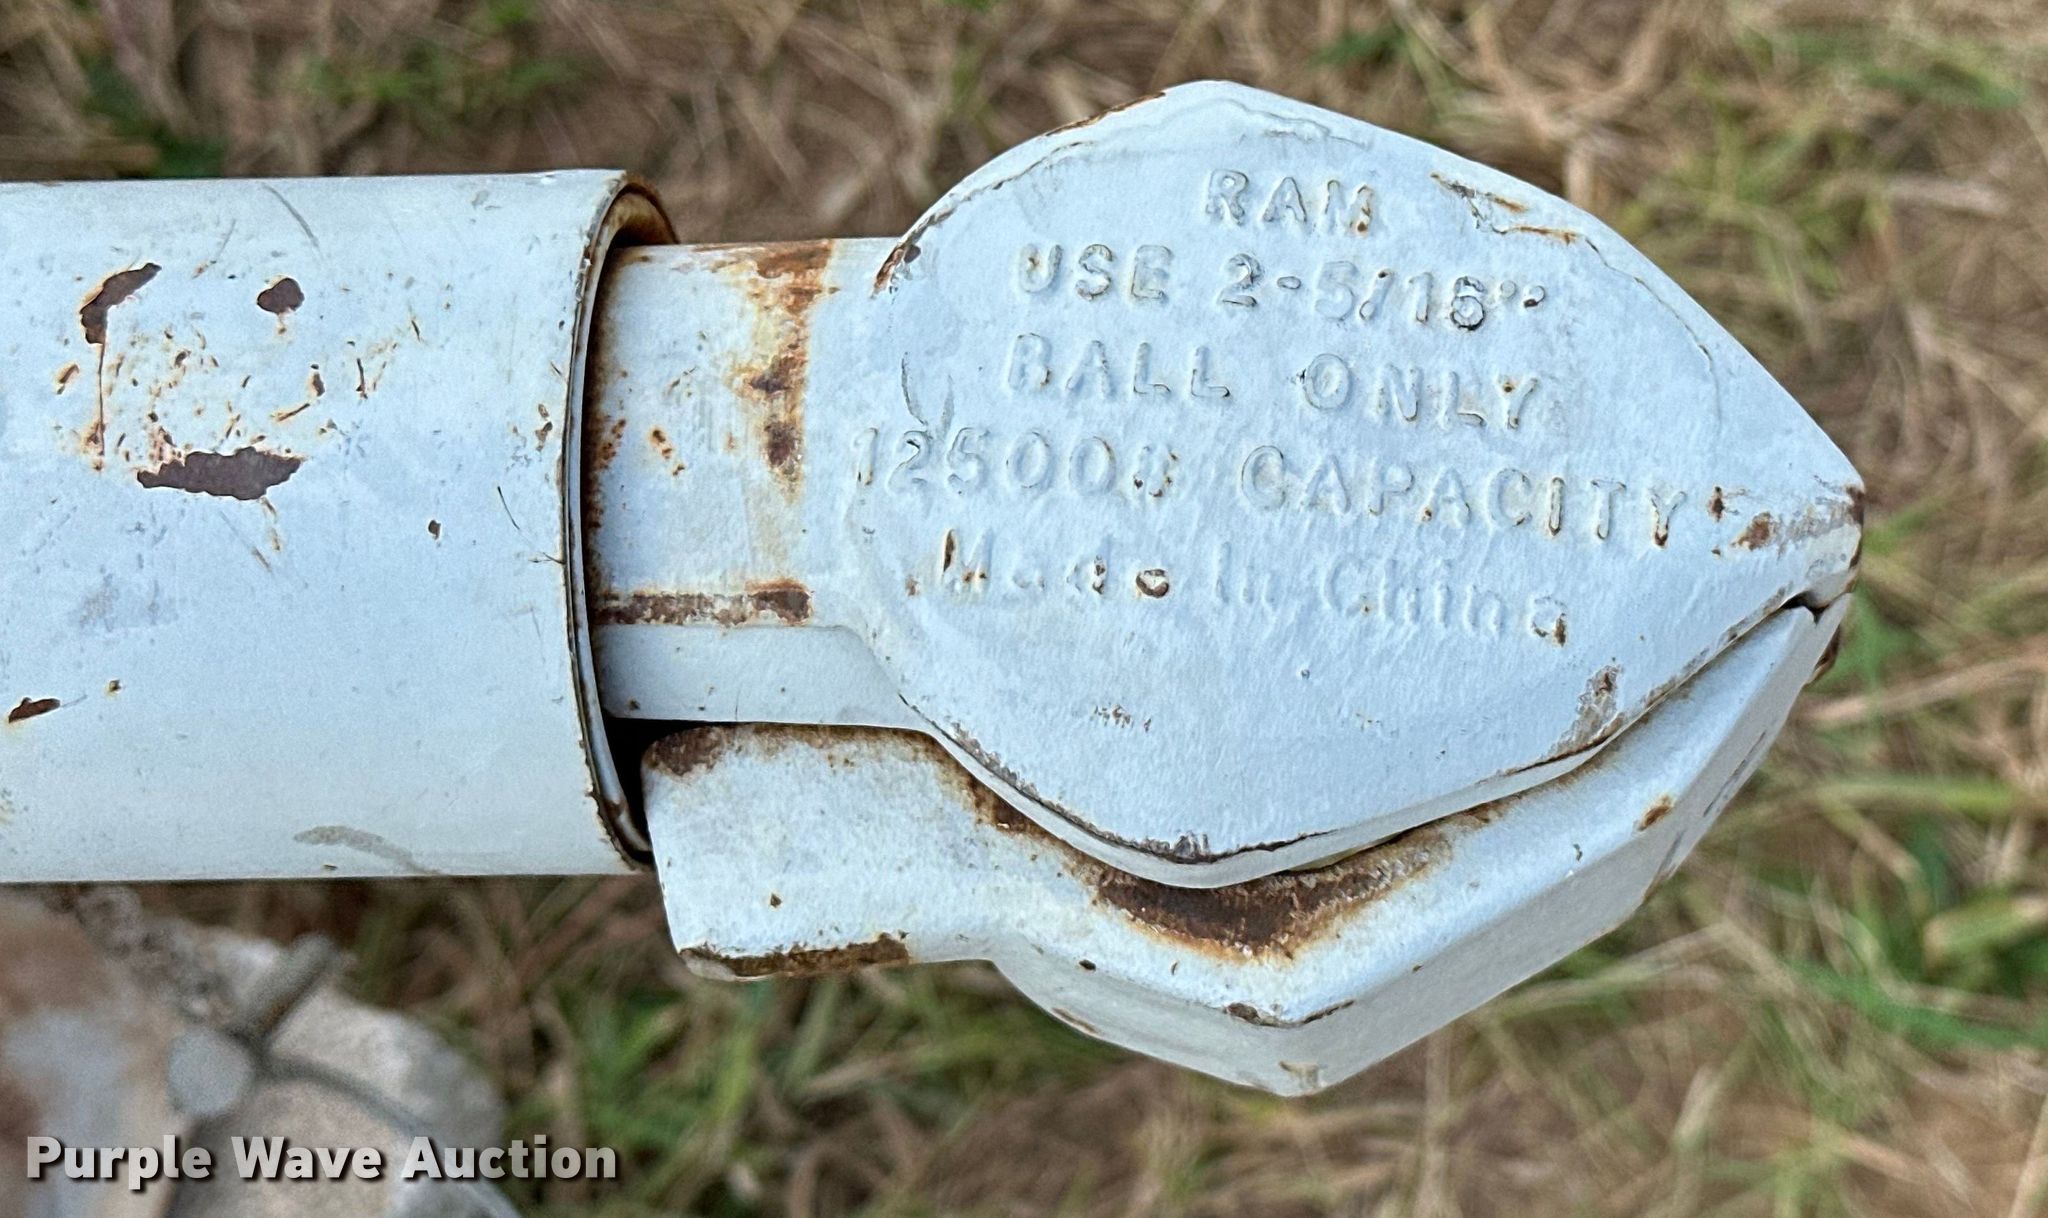 RAM
USE 2-5/16"
BALL ONLY
12500# CAPACITY
Made In China
Purple Wave Auction